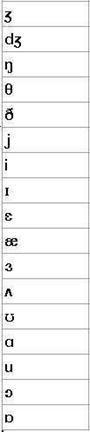 ʒ
dʒ
ŋ
θ
ð
j
i
ɪ
ɛ
æ
ɜ
ʌ
ʊ
ɑ
u
ɔ
ɒ